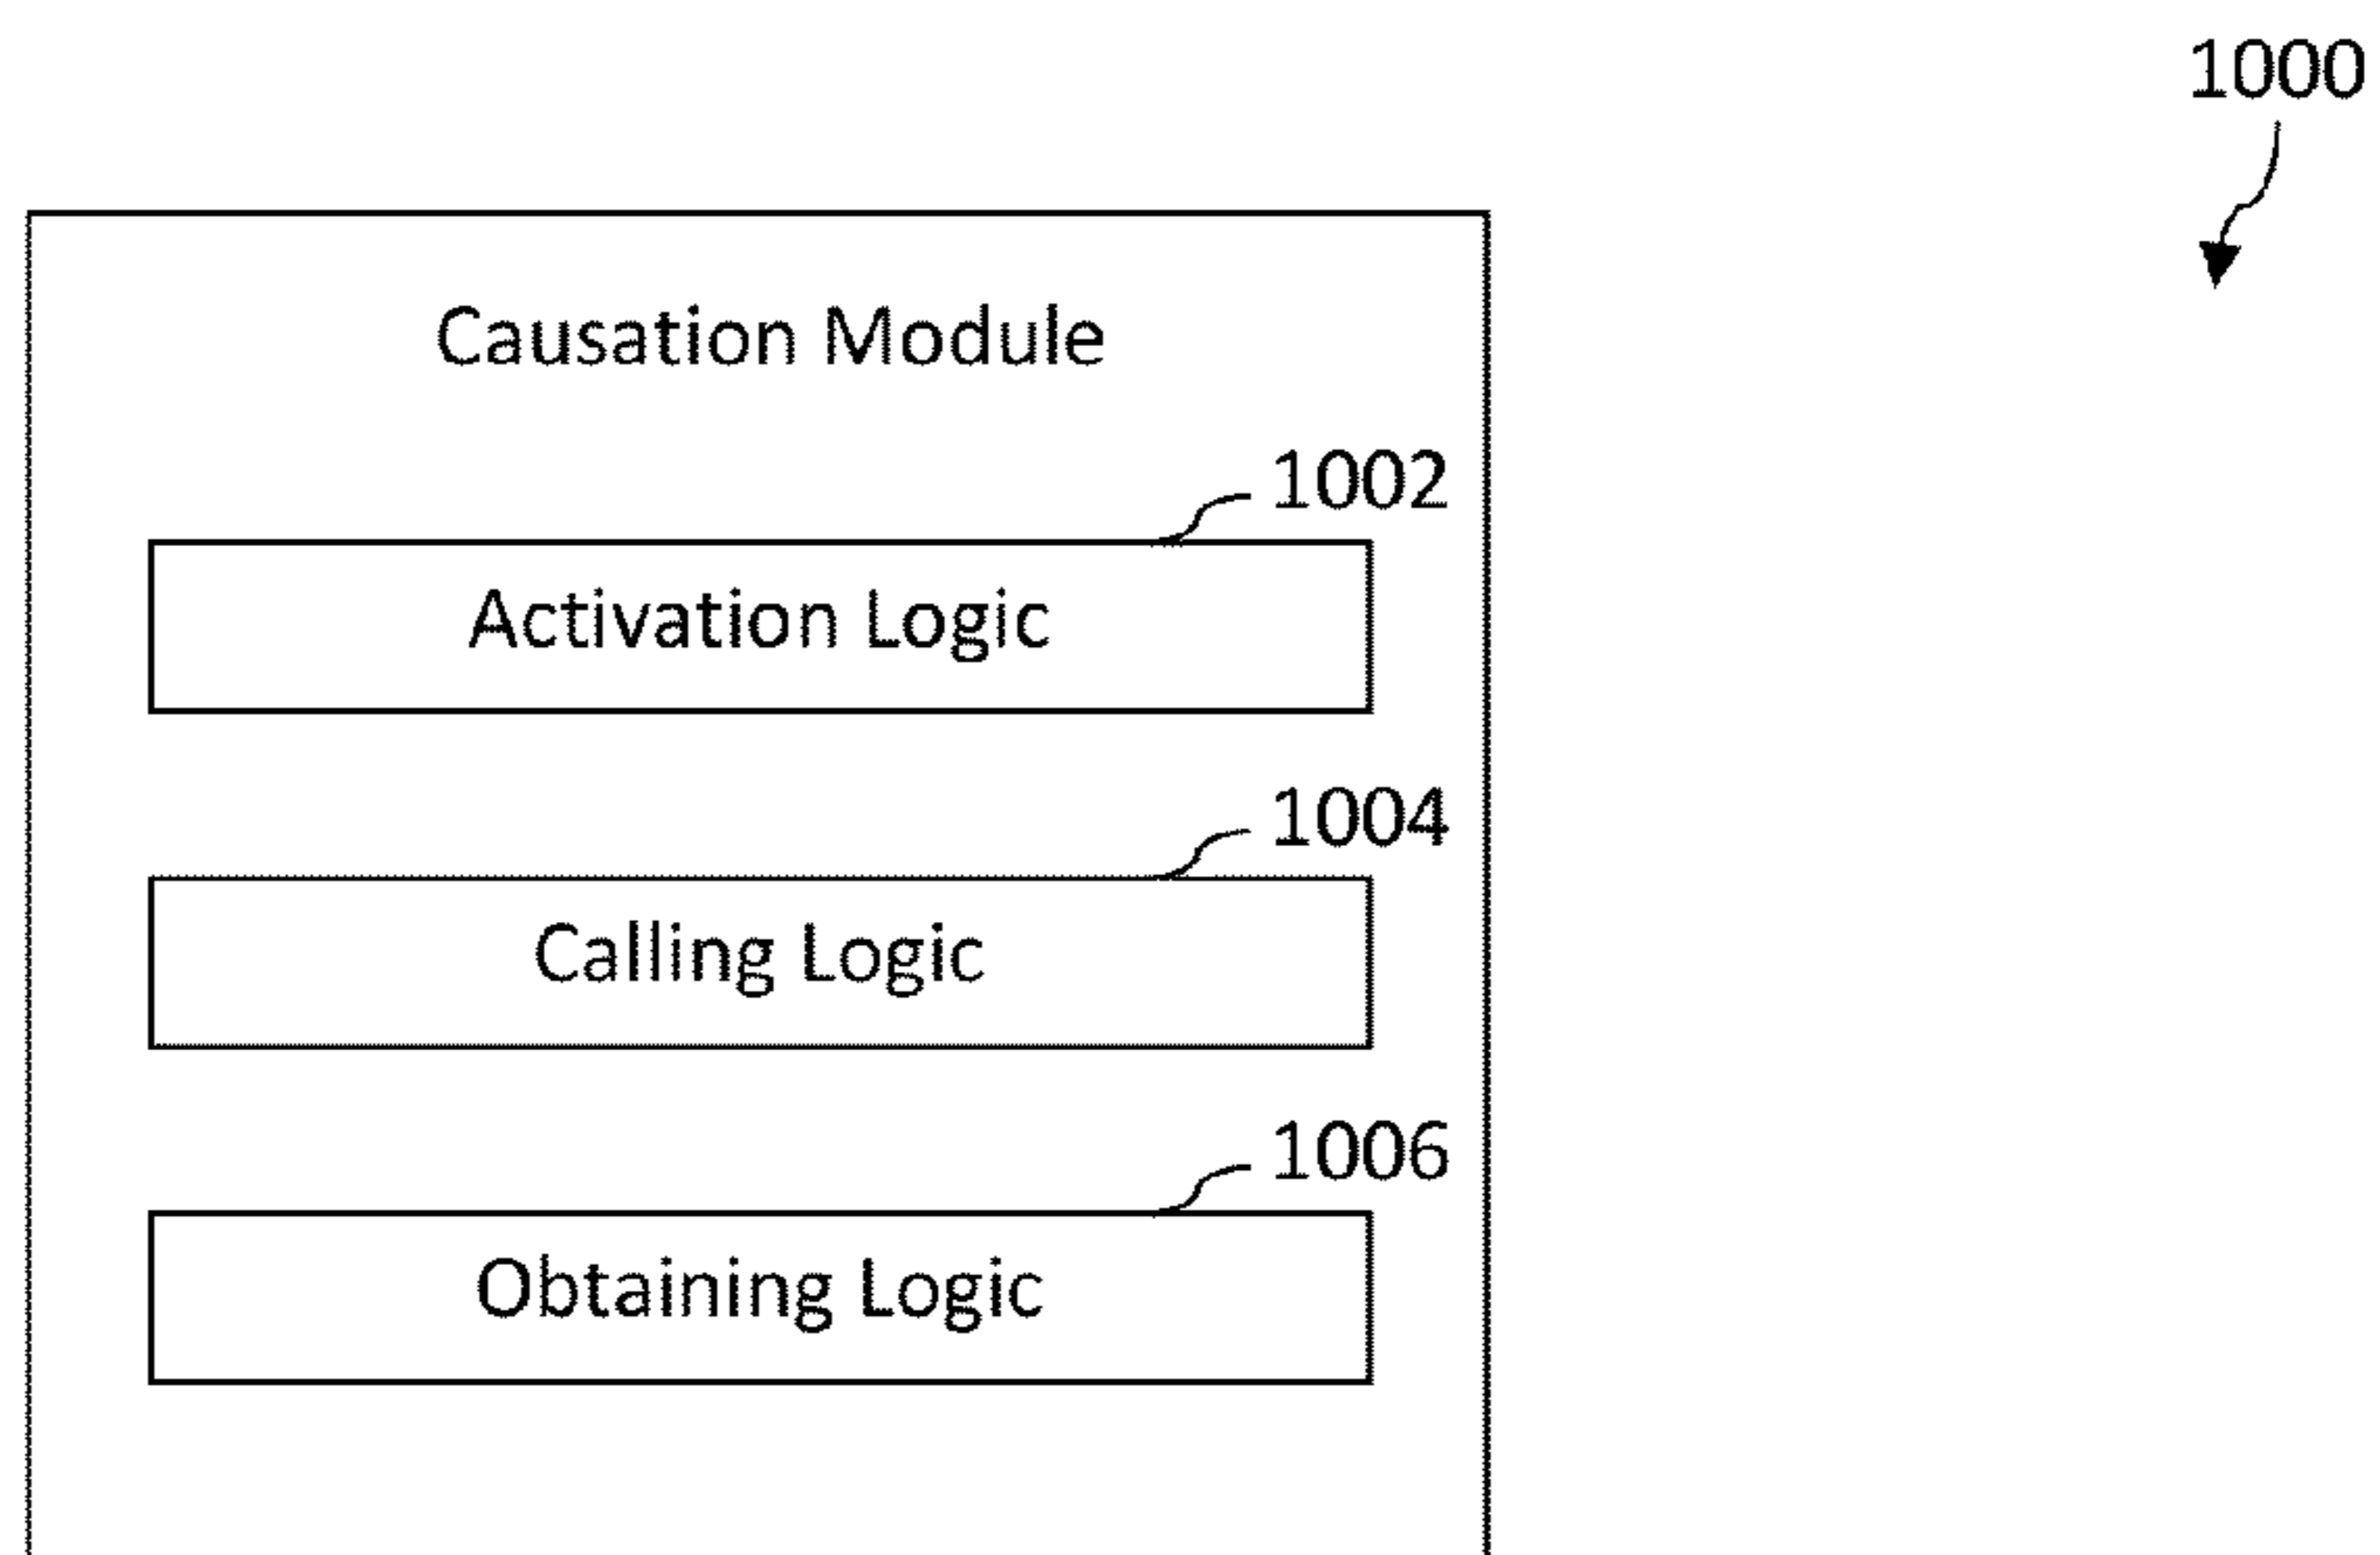 1000
Causation Module
1002
Activation Logic
1004
Calling Logic
1006
Obtaining Logic